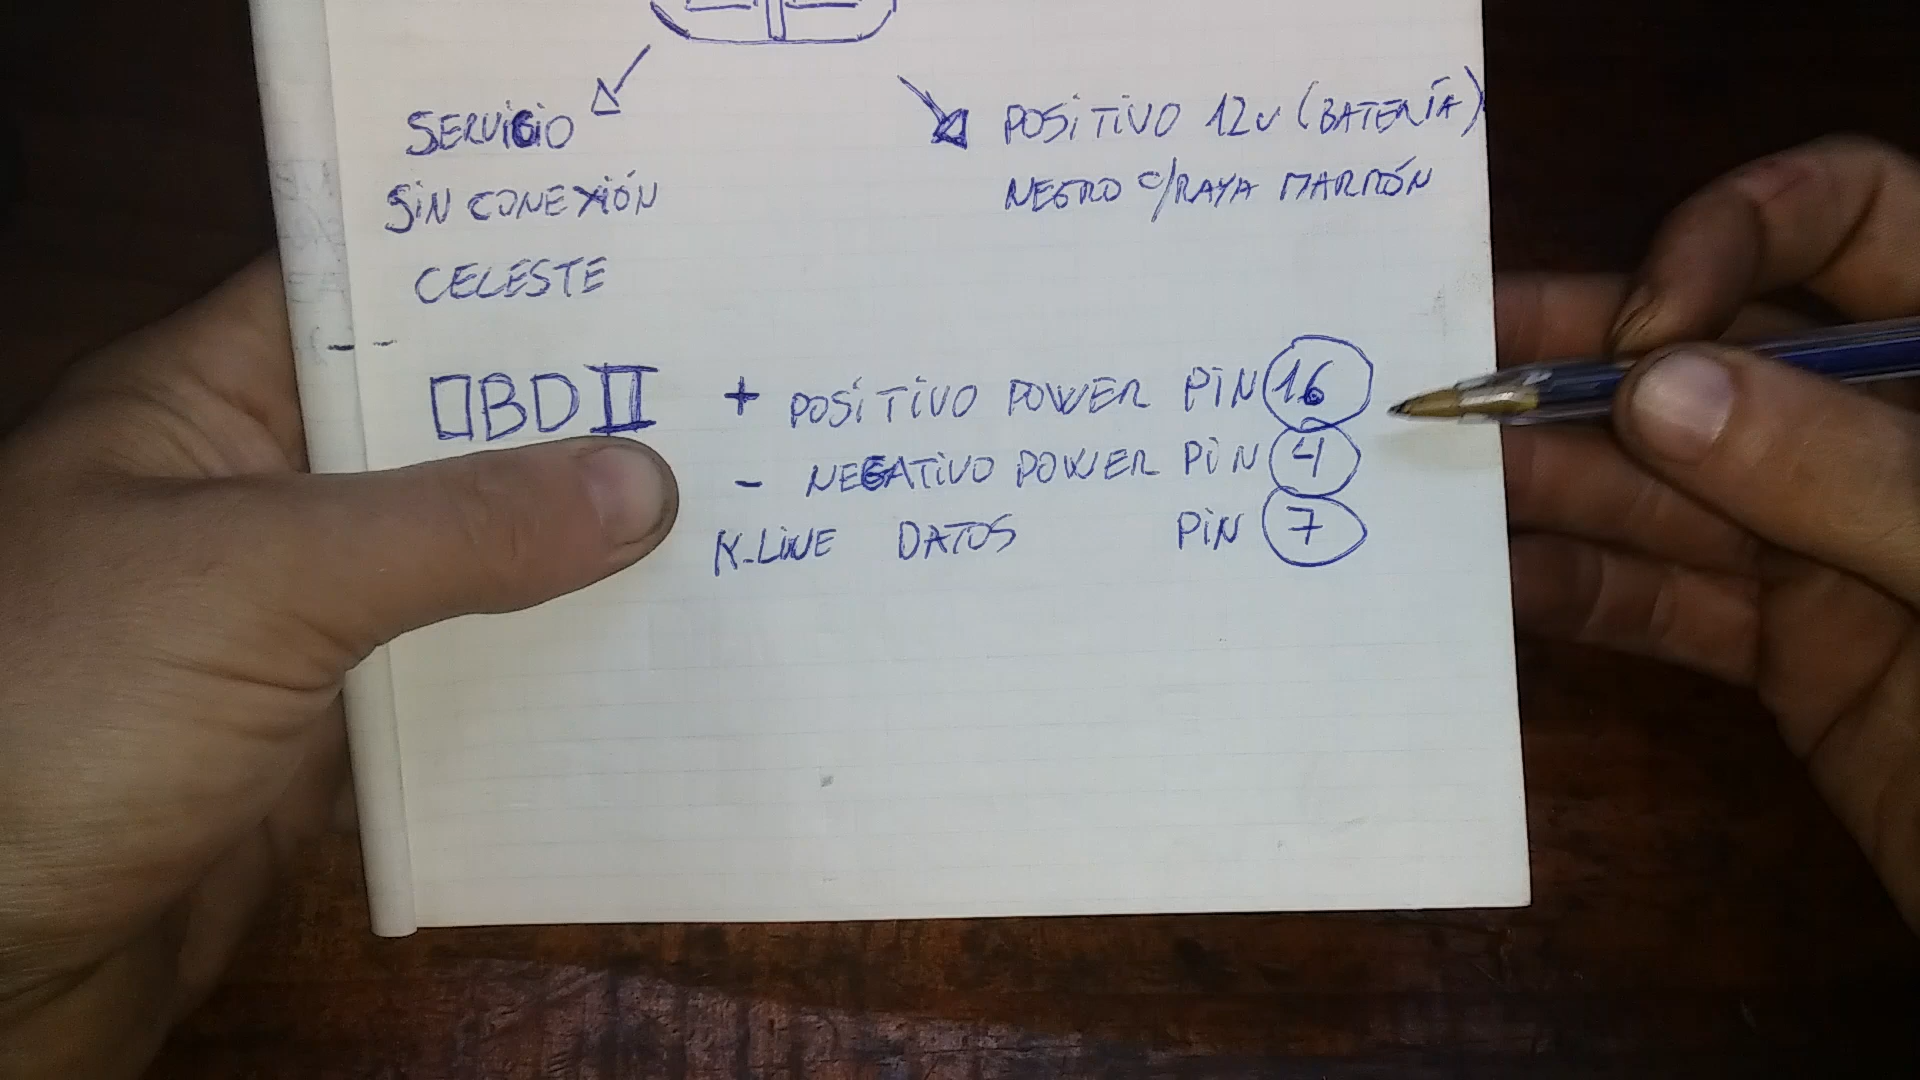 SERVICIO
SIN CONEXIÓN
CELESTE
POSITIVO 12V (BATERÍA)
NEGRO C/RAYA MARRÓN
OBD II
+ POSITIVO POWER PIN 16
- NEGATIVO POWER PIN 4
K-LINE DATOS PIN 7